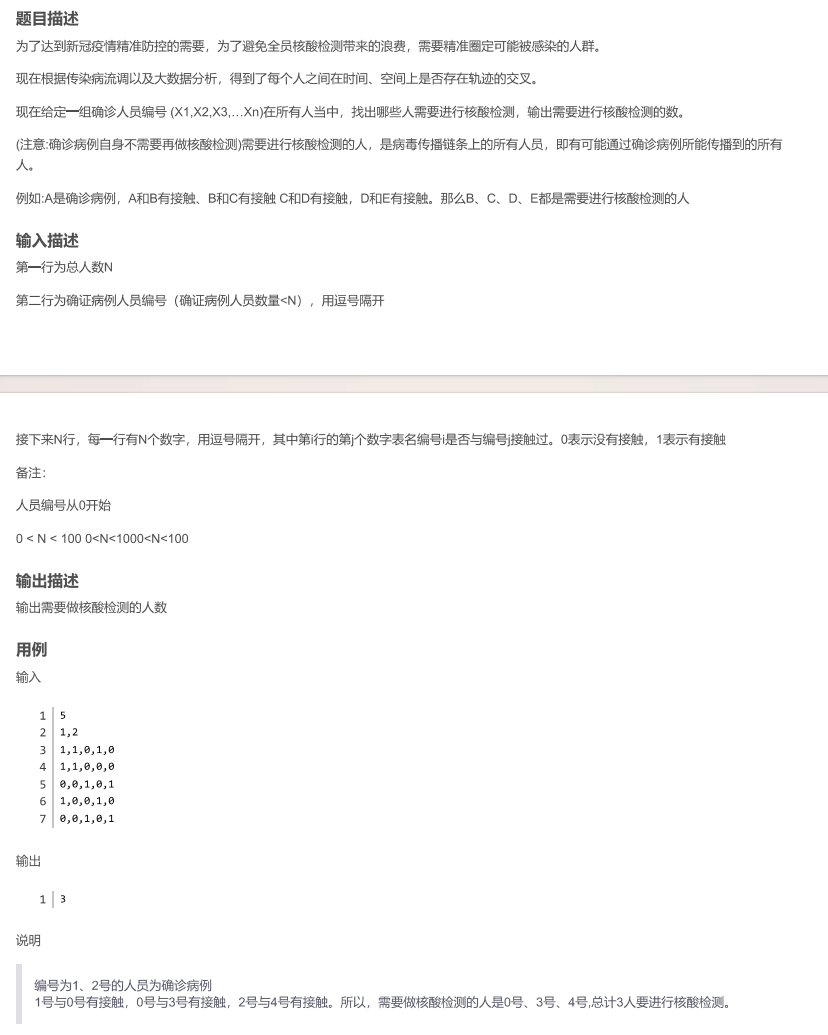 题目描述
为了达到新冠疫情精准防控的需要，为了避免全员核酸检测带来的浪费，需要精准圈定可能被感染的人群。
现在根据传染病流调以及大数据分析，得到了每个人之间在时间、空间上是否存在轨迹的交叉。
现在给定一组确诊人员编号 (X1,X2,X3,...Xn)在所有人当中，找出哪些人需要进行核酸检测，输出需要进行核酸检测的数。
(注意:确诊病例自身不需要再做核酸检测)需要进行核酸检测的人，是病毒传播链条上的所有人员，即有可能通过确诊病例所能传播到的所有
人。
例如:A是确诊病例，A和B有接触、B和C有接触 C和D有接触，D和E有接触。那么B、C、D、E都是需要进行核酸检测的人
输入描述
第一行为总人数N
第二行为确证病例人员编号（确证病例人员数量<N），用逗号隔开
接下来N行，每一行有N个数字，用逗号隔开，其中第i行的第j个数字表名编号i是否与编号j接触过。0表示没有接触，1表示有接触
备注：
人员编号从0开始
0 < N < 100 0<N<1000<N<100
输出描述
输出需要做核酸检测的人数
用例
输入
1 5
2 1,2
3 1,1,0,1,0
4 1,1,0,0,0
5 0,0,1,0,1
6 1,0,0,1,0
7 0,0,1,0,1
输出
1 3
说明
编号为1、2号的人员为确诊病例
1号与0号有接触，0号与3号有接触，2号与4号有接触。所以，需要做核酸检测的人是0号、3号、4号,总计3人要进行核酸检测。